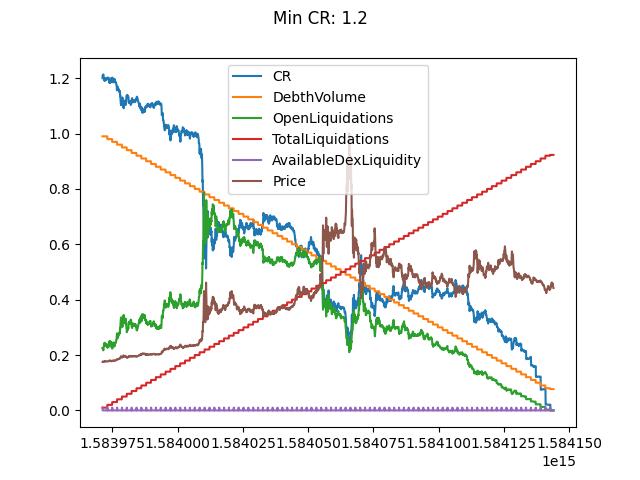 Min CR: 1.2
CR
DebthVolume
OpenLiquidations
TotalLiquidations
AvailableDexLiquidity
Price
1.2
1.0
0.8
0.6
0.4
0.2
0.0
1.583975 1.584000 1.584025 1.584050 1.584075 1.584100 1.584125 1.584150
1e15